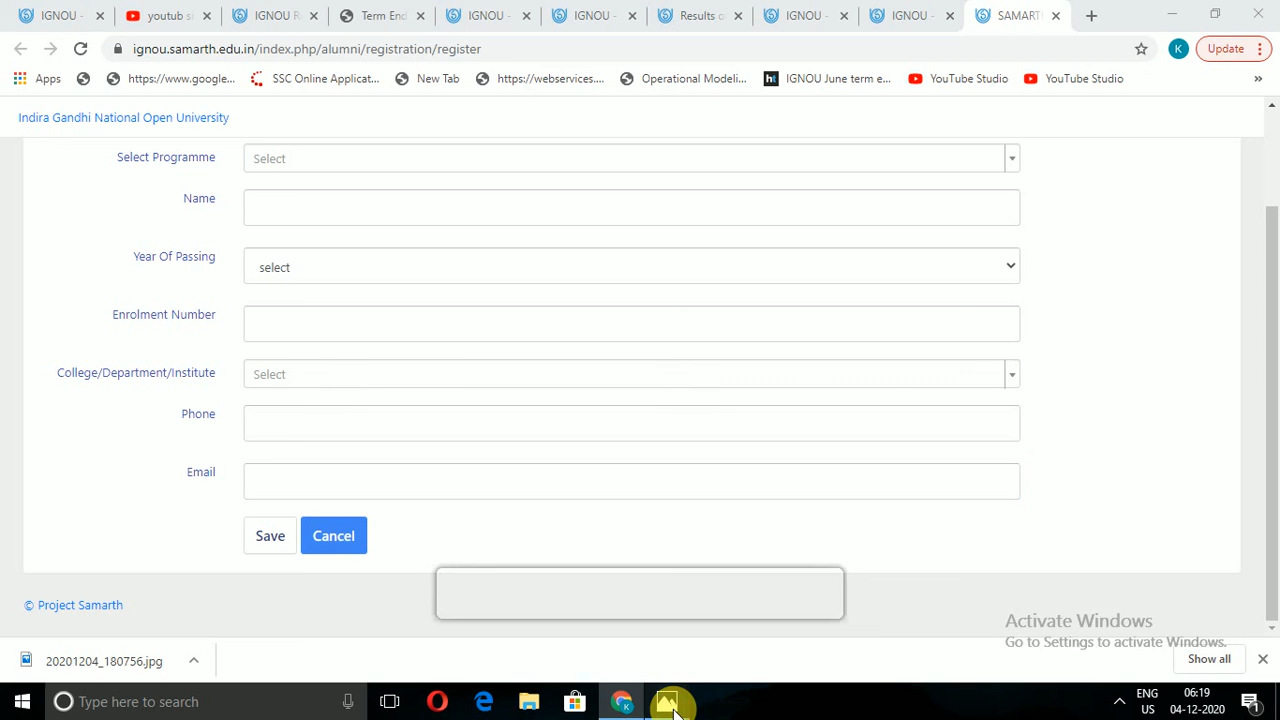 IGNOU -
youtub si
IGNOU R
Term End
IGNOU -
IGNOU -
Results o
IGNOU -
IGNOU -
SAMARTH
ignou.samarth.edu.in/index.php/alumni/registration/register
K
Update
Apps
https://www.google...
SSC Online Applicat...
New Tab
https://webservices....
Operational Modeli...
ht
IGNOU June term e...
YouTube Studio
YouTube Studio
»
Indira Gandhi National Open University
Select Programme
Select
Name
Year Of Passing
select
Enrolment Number
College/Department/Institute
Select
Phone
Email
Save
Cancel
© Project Samarth
Activate Windows
Go to Settings to activate Windows.
20201204_180756.jpg
Show all
Type here to search
K
ENG
US
06:19
04-12-2020
1